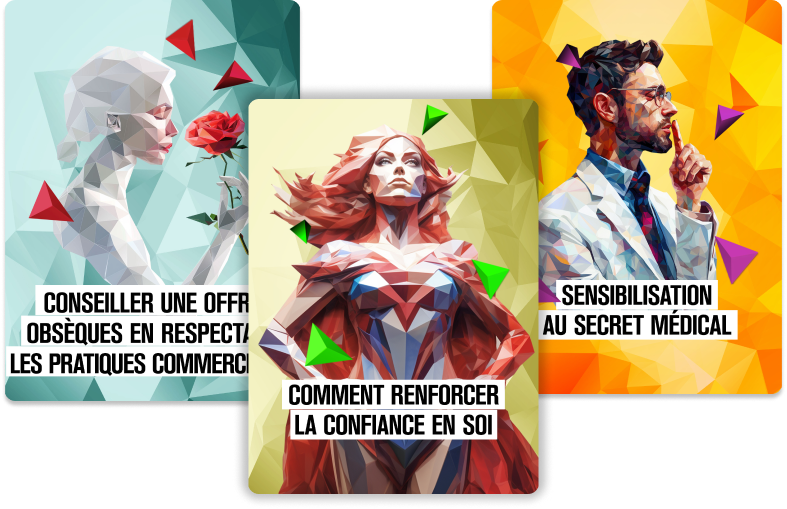 CONSEILLER UNE OFFR
OBSÈQUES EN RESPECTA
LES PRATIQUES COMMERC
COMMENT RENFORCER
LA CONFIANCE EN SOI
SENSIBILISATION
AU SECRET MÉDICAL